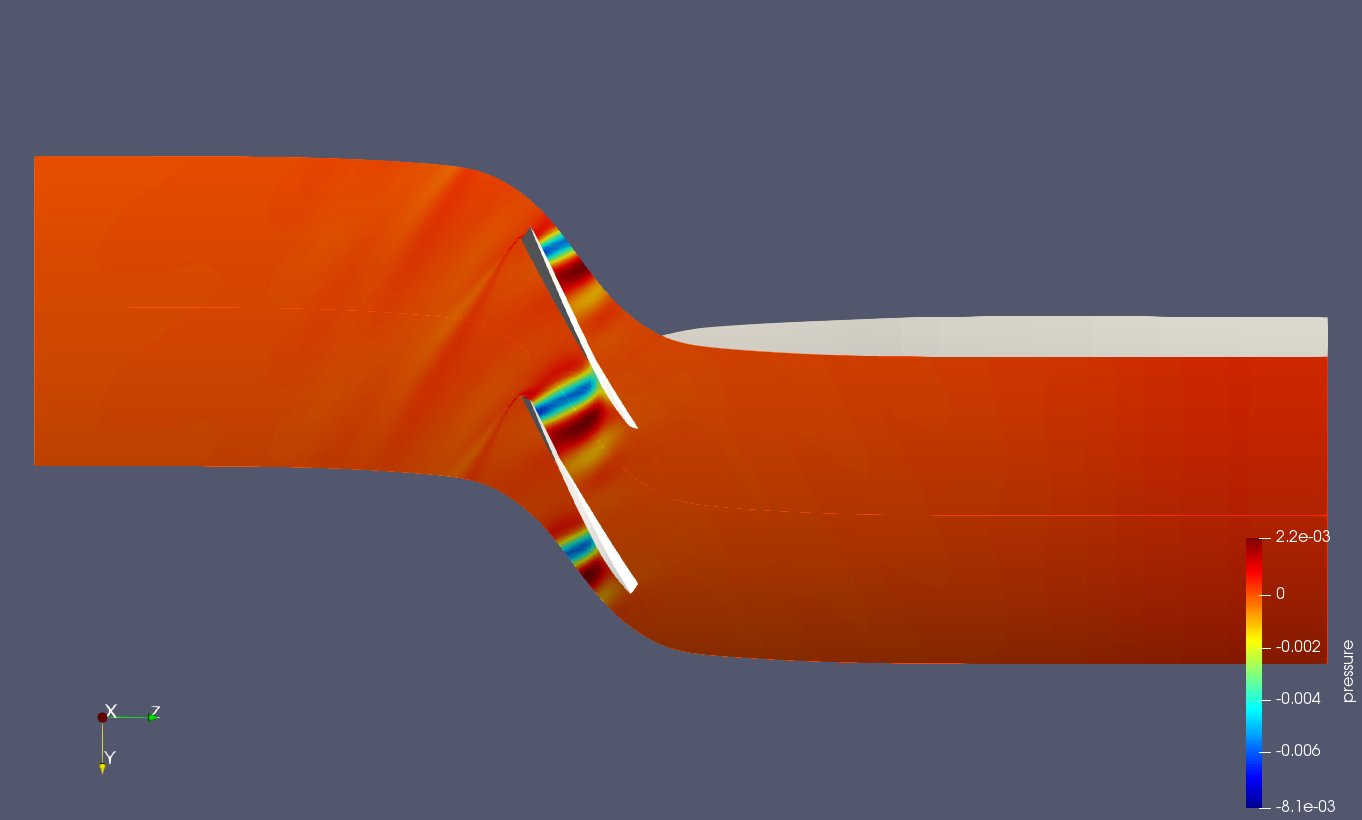 2.2e-03
0
-0.002
-0.004
-0.006
-8.1e-03
pressure
X
Z
Y